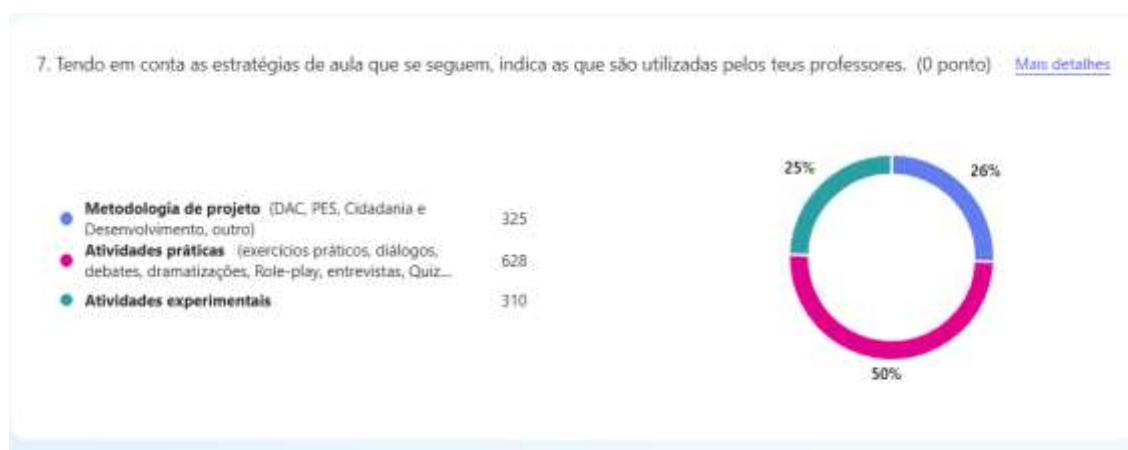 7. Tendo em conta as estratégias de aula que se seguem, indica as que são utilizadas pelos teus professores. (0 ponto) Mais detalhes
Metodologia de projeto (DAC, PES, Cidadania e
Desenvolvimento, outro)
325
Atividades práticas (exercícios práticos, diálogos,
debates, dramatizações, Role-play, entrevistas, Quiz...
628
Atividades experimentais
310
25%
26%
50%